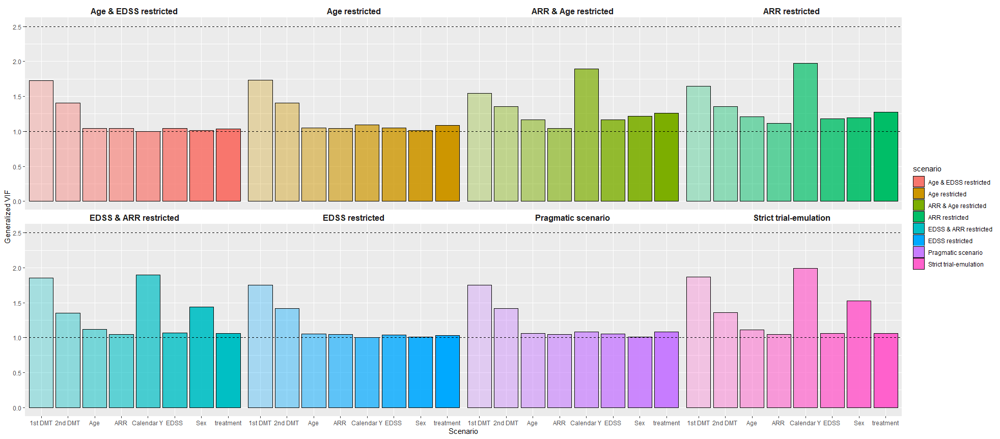 Age & EDSS restricted
Age restricted
ARR & Age restricted
ARR restricted
2.5
2.0
1.5
1.0
0.5
0.0
EDSS & ARR restricted
EDSS restricted
Pragmatic scenario
Strict trial-emulation
2.5
2.0
1.5
1.0
0.5
0.0
Generalized VIF
1st DMT 2nd DMT Age ARR Calendar Y EDSS Sex treatment
1st DMT 2nd DMT Age ARR Calendar Y EDSS Sex treatment
1st DMT 2nd DMT Age ARR Calendar Y EDSS Sex treatment
1st DMT 2nd DMT Age ARR Calendar Y EDSS Sex treatment
Scenario
scenario
Age & EDSS restricted
Age restricted
ARR & Age restricted
ARR restricted
EDSS & ARR restricted
EDSS restricted
Pragmatic scenario
Strict trial-emulation